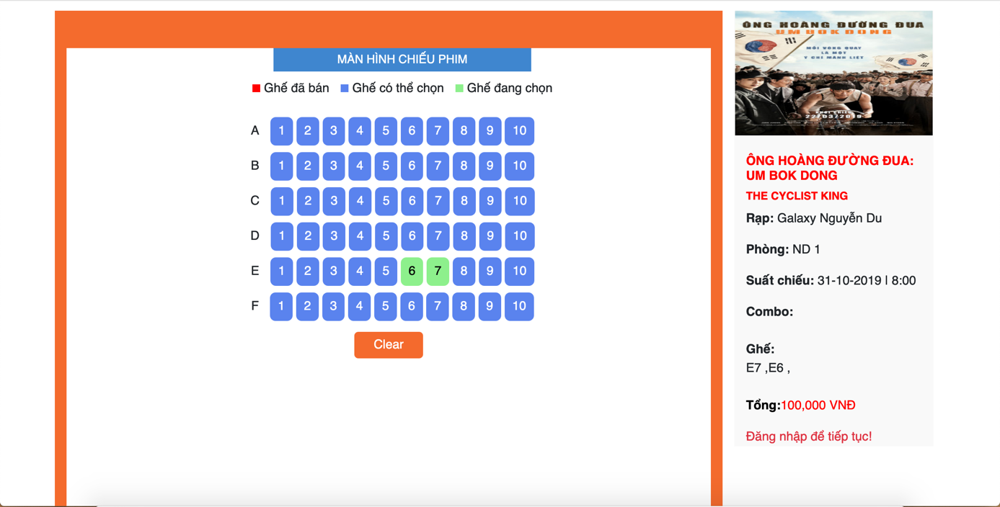 MÀN HÌNH CHIẾU PHIM
Ghế đã bán Ghế có thể chọn Ghế đang chọn
A 1 2 3 4 5 6 7 8 9 10
B 1 2 3 4 5 6 7 8 9 10
C 1 2 3 4 5 6 7 8 9 10
D 1 2 3 4 5 6 7 8 9 10
E 1 2 3 4 5 6 7 8 9 10
F 1 2 3 4 5 6 7 8 9 10
Clear
ÔNG HOÀNG ĐƯỜNG ĐUA
UM BOK DONG
MỖI VÒNG QUAY
LÀ MỘT
Ý CHÍ MÃNH LIỆT
KHỞI CHIẾU
22/03/2019
ÔNG HOÀNG ĐƯỜNG ĐUA:
UM BOK DONG
THE CYCLIST KING
Rạp: Galaxy Nguyễn Du
Phòng: ND 1
Suất chiếu: 31-10-2019 | 8:00
Combo:
Ghế:
E7 ,E6 ,
Tổng:100,000 VNĐ
Đăng nhập để tiếp tục!